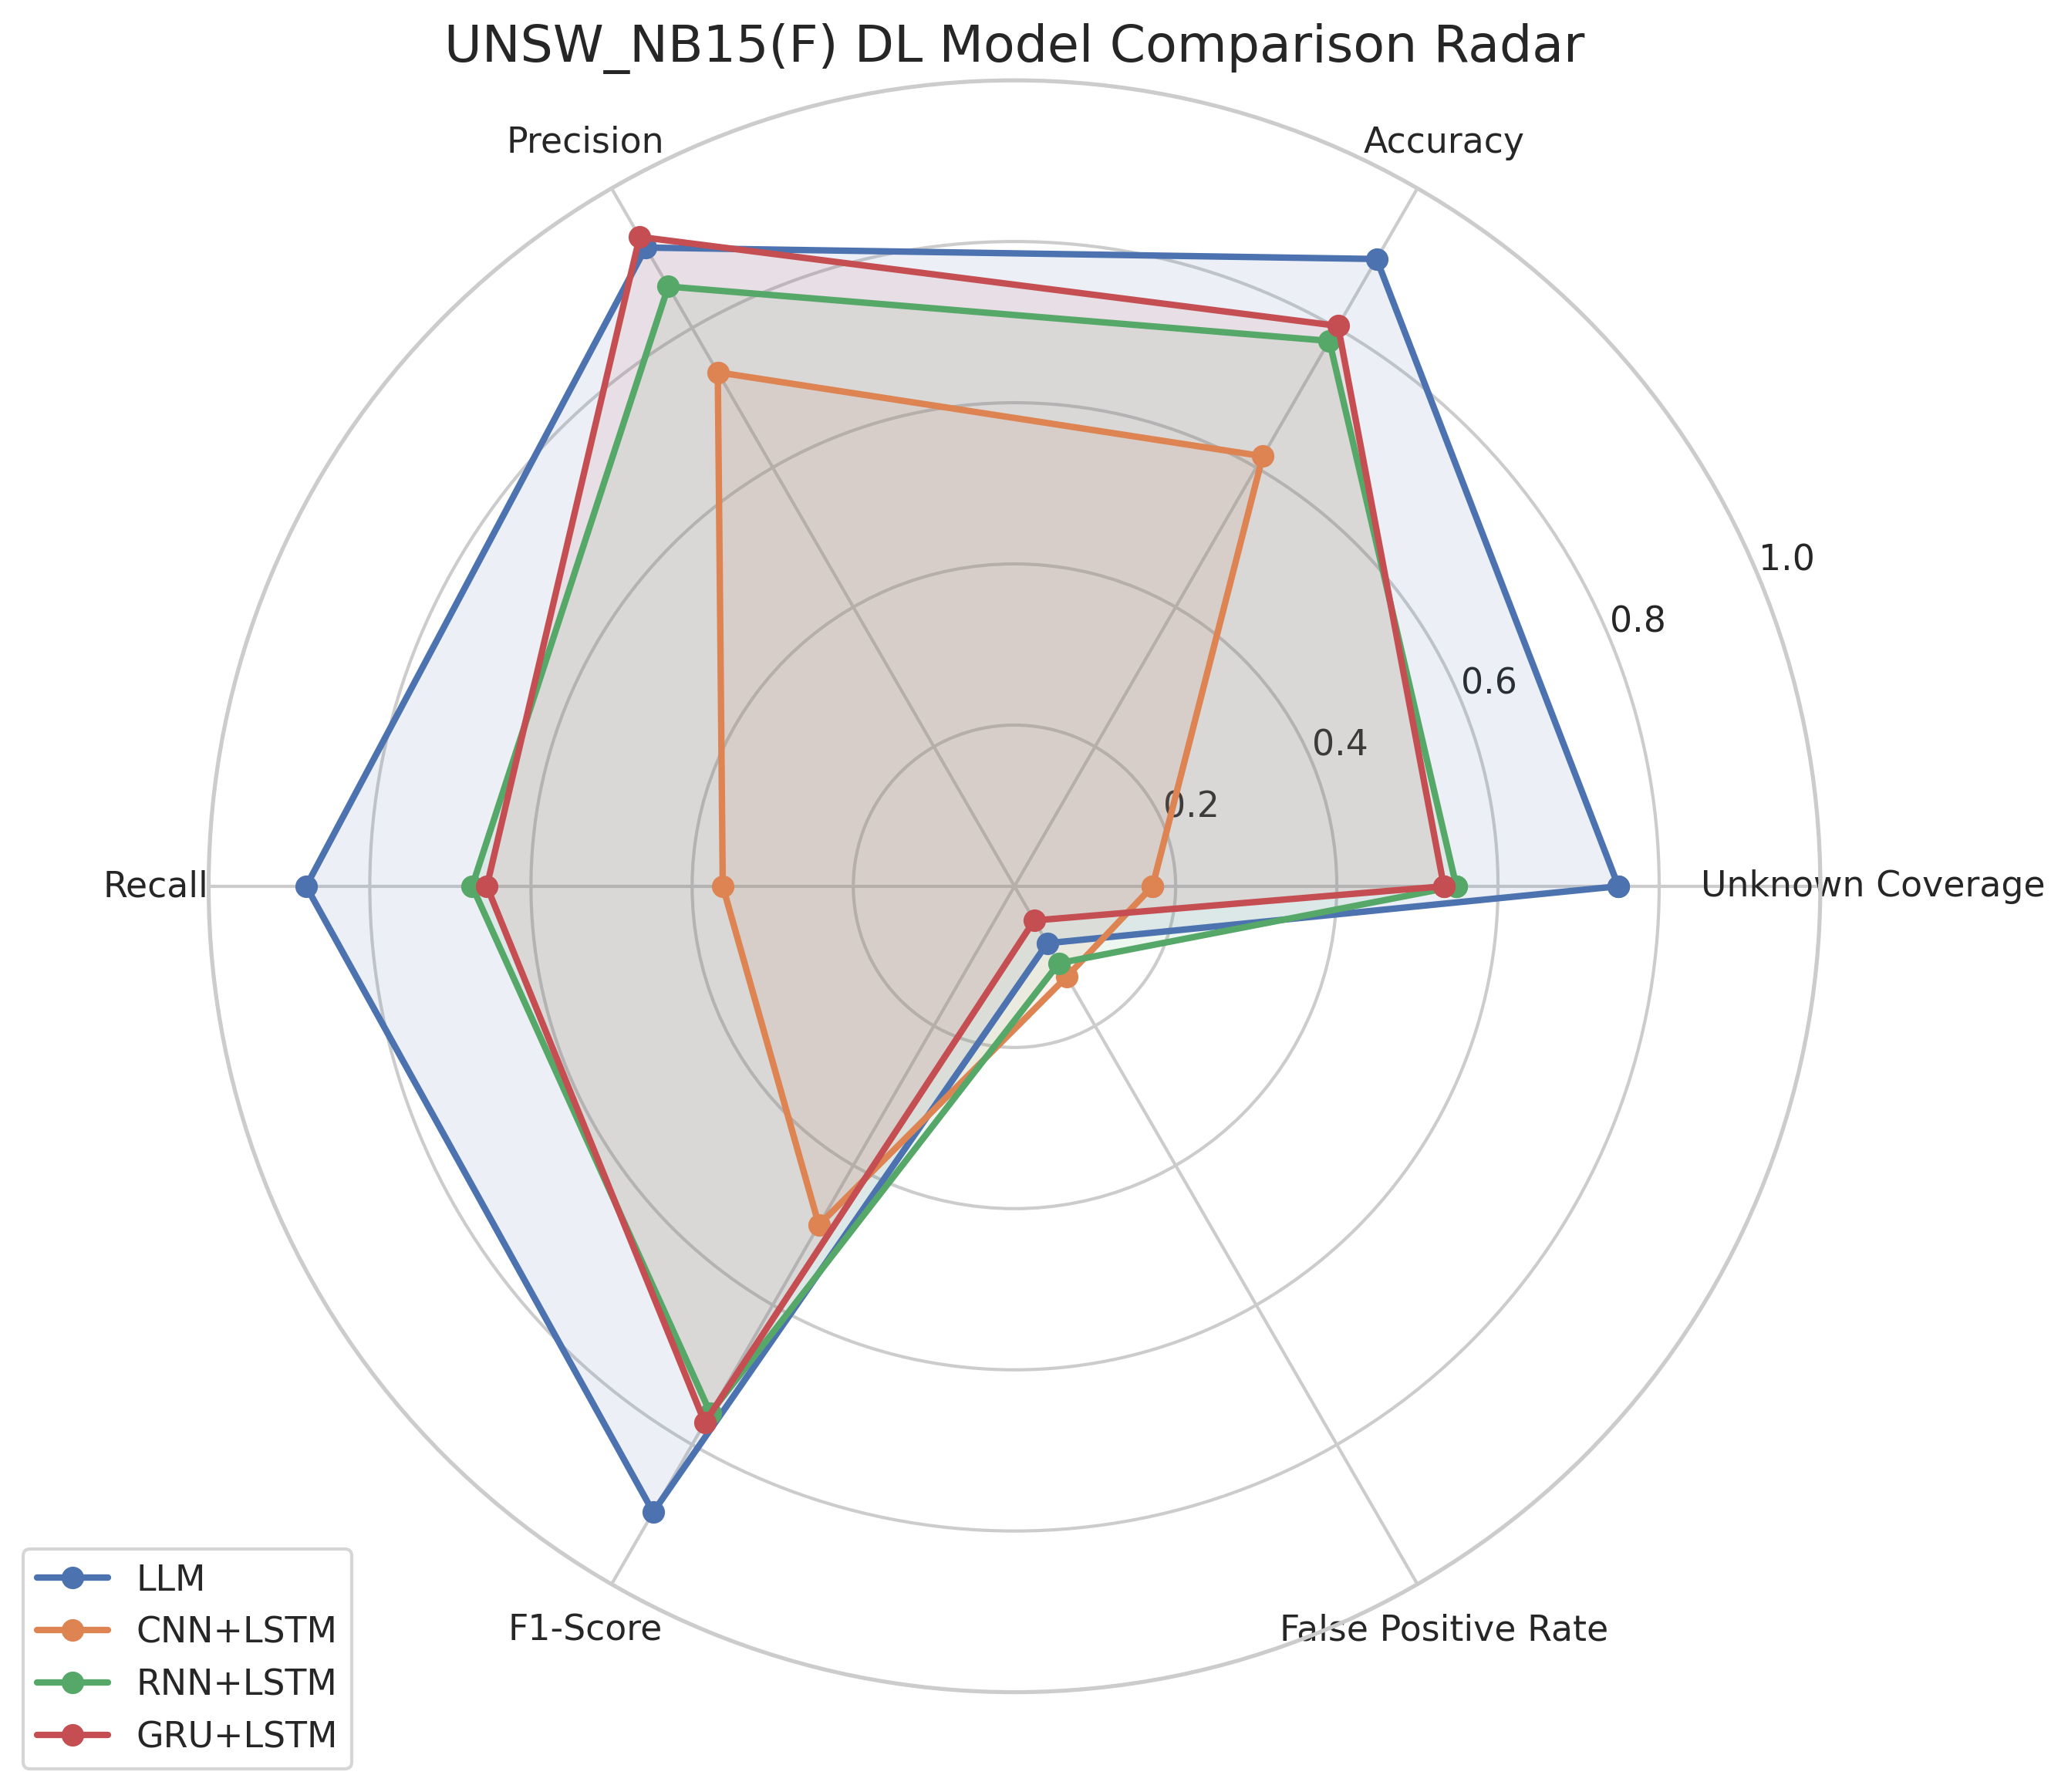 UNSW_NB15(F) DL Model Comparison Radar
Precision
Accuracy
1.0
0.8
0.6
0.4
0.2
Recall
Unknown Coverage
F1-Score
False Positive Rate
LLM
CNN+LSTM
RNN+LSTM
GRU+LSTM